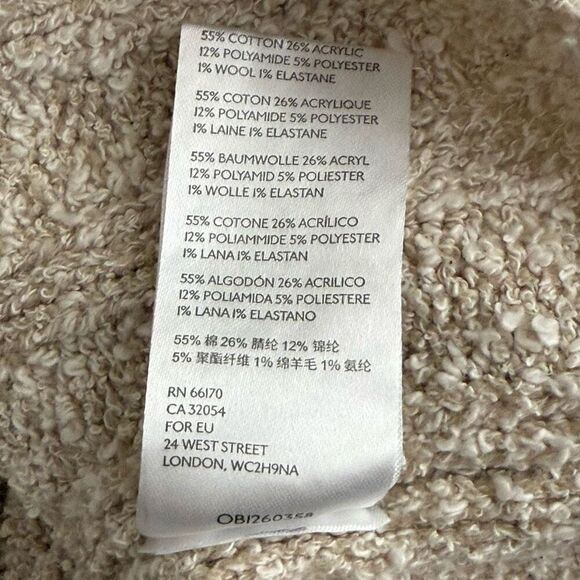 55% COTTON 26% ACRYLIC
12% POLYAMIDE 5% POLYESTER
1% WOOL 1% ELASTANE
55% COTON 26% ACRYLIQUE
12% POLYAMIDE 5% POLYESTER
1% LAINE 1% ELASTANE
55% BAUMWOLLE 26% ACRYL
12% POLYAMID 5% POLIESTER
1% WOLLE 1% ELASTAN
55% COTONE 26% ACRÍLICO
12% POLIAMMIDE 5% POLYESTER
1% LANA 1% ELASTAN
55% ALGODÓN 26% ACRILICO
12% POLIAMIDA 5% POLIESTERE
1% LANA 1% ELASTANO
55% 棉 26% 腈纶 12% 锦纶
5% 聚酯纤维 1% 绵羊毛 1% 氨纶
RN 66170
CA 32054
FOR EU
24 WEST STREET
LONDON, WC2H9NA
OB1260358